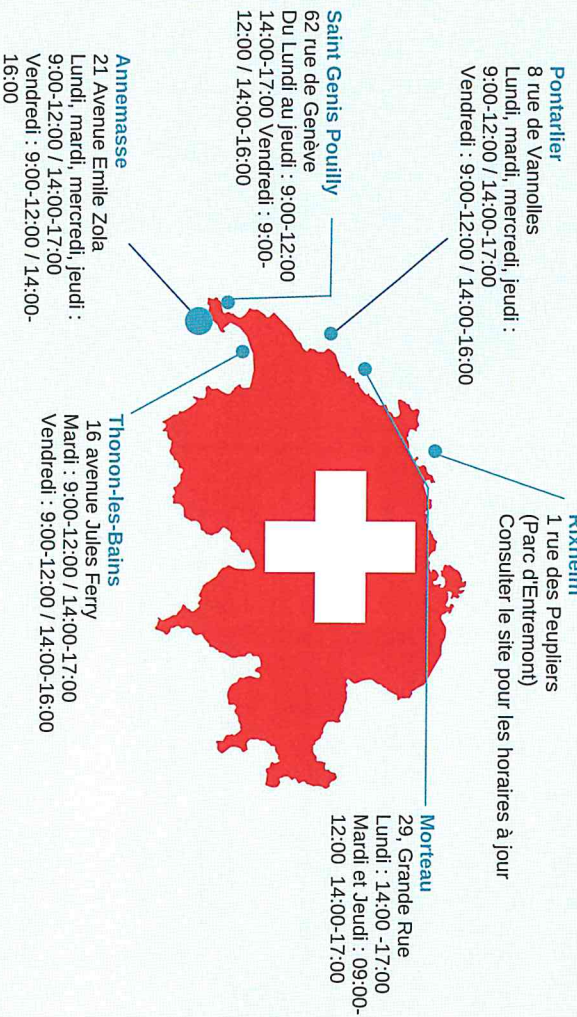 Pontarlier
8 rue de Vannolles
Lundi, mardi, mercredi, jeudi :
9:00-12:00 / 14:00-17:00
Vendredi : 9:00-12:00 / 14:00-16:00
Rixheim
1 rue des Peupliers
(Parc d'Entremont)
Consulter le site pour les horaires à jour
Saint Genis Pouilly
62 rue de Genève
Du Lundi au jeudi : 9:00-12:00
14:00-17:00 Vendredi : 9:00-
12:00 / 14:00-16:00
Morteau
29, Grande Rue
Lundi : 14:00 -17:00
Mardi et Jeudi : 09:00-
12:00 14:00-17:00
Annemasse
21 Avenue Emile Zola
Lundi, mardi, mercredi, jeudi :
9:00-12:00 / 14:00-17:00
Vendredi : 9:00-12:00 / 14:00-
16:00
Thonon-les-Bains
16 avenue Jules Ferry
Mardi : 9:00-12:00 / 14:00-17:00
Vendredi : 9:00-12:00 / 14:00-16:00